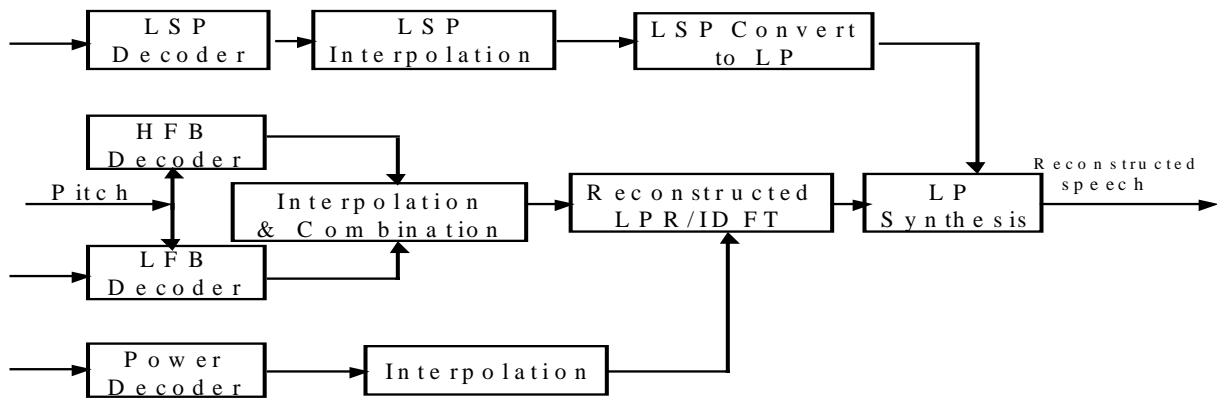 LSP
Decoder
LSP
Interpolation
LSP Convert
to LP
HFB
Decoder
Pitch
Interpolation
& Combination
Reconstructed
LPR/IDFT
LP
Synthesis
Reconstructed
speech
LFB
Decoder
Power
Decoder
Interpolation